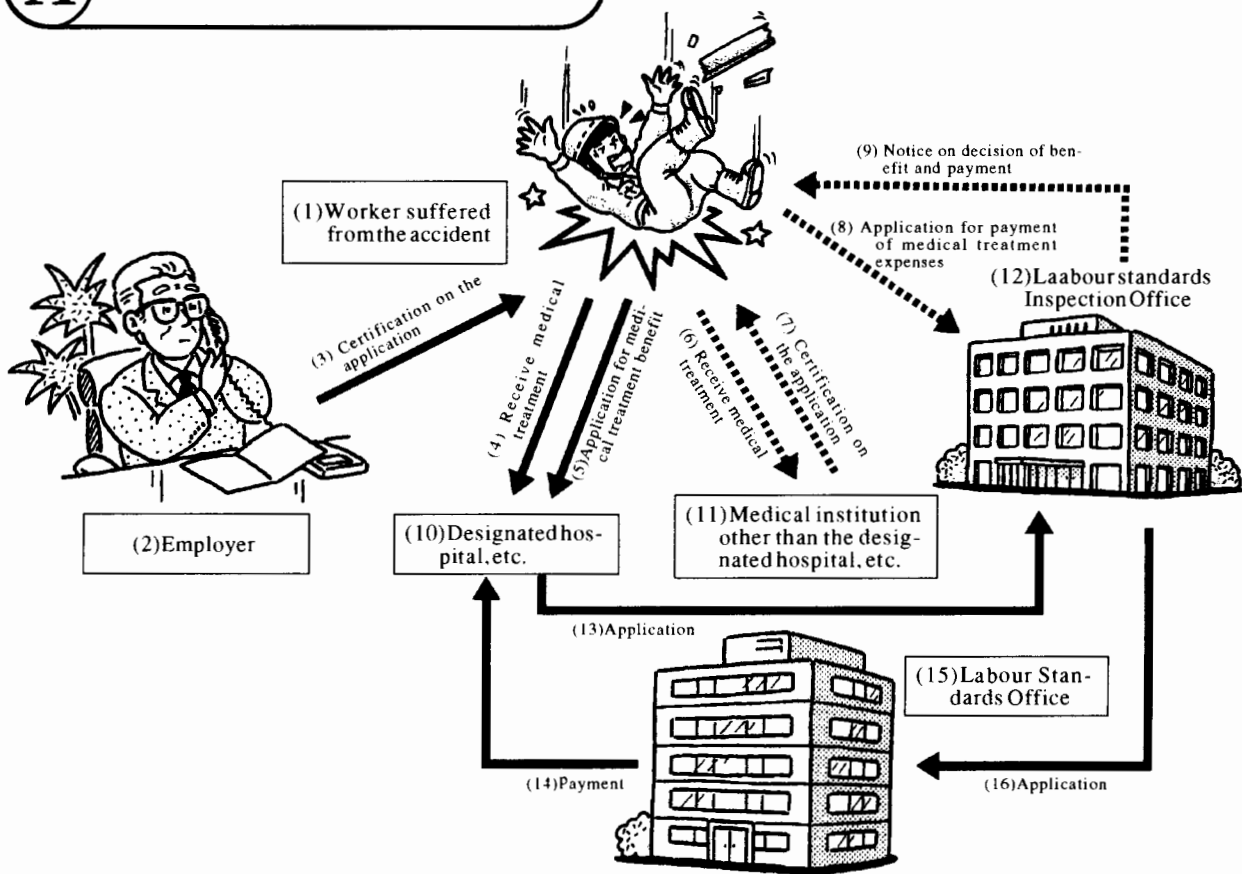 (1)Worker suffered
from the accident
(9) Notice on decision of ben-
efit and payment
(8) Application for payment
of medical treatment
expenses
(12)Laabour standards
Inspection Office
(3) Certification on the
application
(4) Receive medical
treatment
(5)Application for medi-
cal treatment benefit
(6) Receive medical
treatment
(7) Certification on
the application
(2)Employer
(10)Designated hos-
pital, etc.
(11)Medical institution
other than the desig-
nated hospital, etc.
(13)Application
(15)Labour Stan-
dards Office
(14)Payment
(16)Application